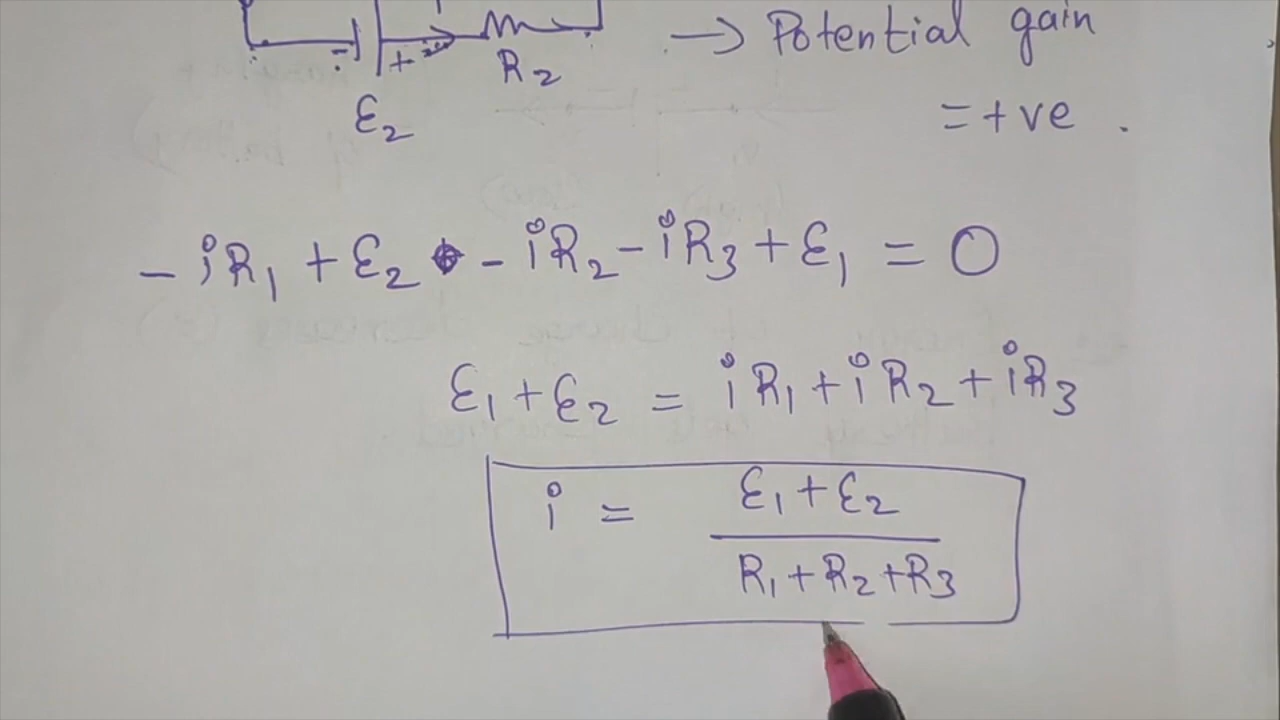 → Potential gain
- + R₂
= +ve .
ε₂
- iR₁ + ε₂ - iR₂ - iR₃ + ε₁ = 0
ε₁ + ε₂ = iR₁ + iR₂ + iR₃
i = ε₁ + ε₂ / R₁ + R₂ + R₃